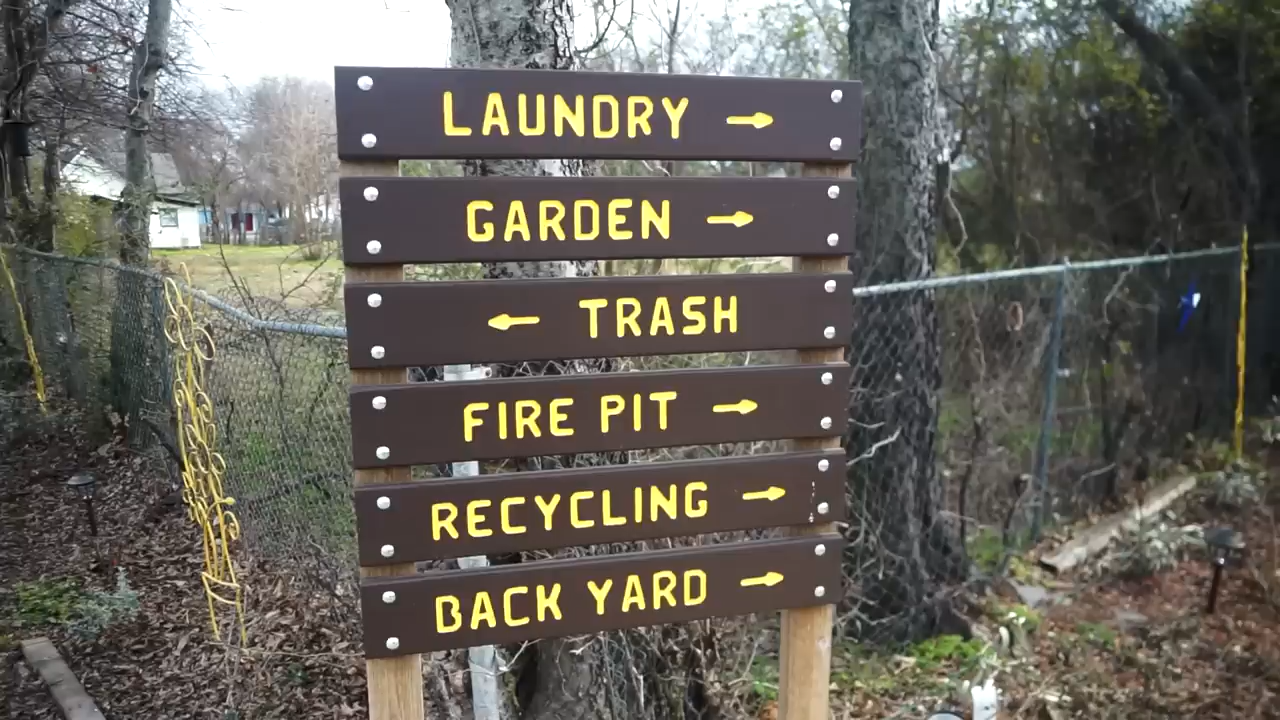 LAUNDRY →
GARDEN →
← TRASH
FIRE PIT →
RECYCLING →
BACK YARD →